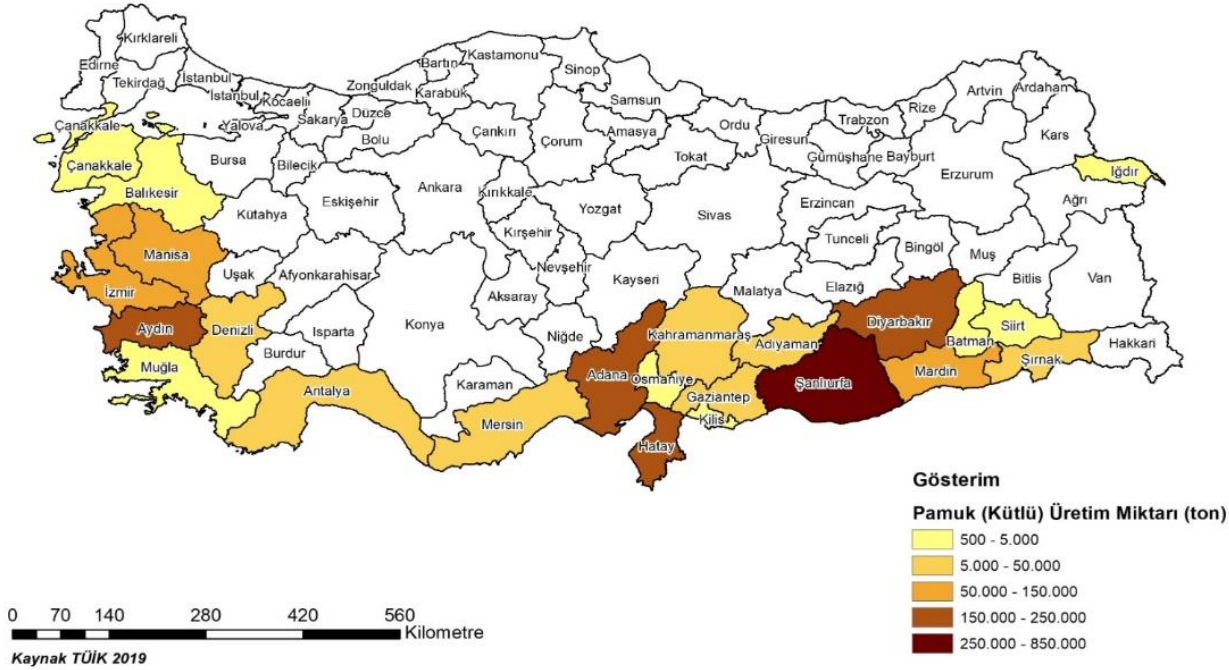 Kırklareli
Edirne
Tekirdağ
İstanbul
İstanbul
Kocaeli
Yalova
Sakarya
Düzce
Zonguldak
Bartın
Karabük
Kastamonu
Sinop
Samsun
Ordu
Giresun
Trabzon
Rize
Artvin
Ardahan
Kars
Çanakkale
Çanakkale
Balıkesir
Bursa
Bilecik
Bolu
Çankırı
Çorum
Amasya
Tokat
Gümüşhane
Bayburt
Erzurum
Iğdır
Ağrı
Kütahya
Eskişehir
Ankara
Kırıkkale
Yozgat
Sivas
Erzincan
Kırşehir
Tunceli
Bingöl
Muş
Bitlis
Van
Manisa
İzmir
Uşak
Afyonkarahisar
Nevşehir
Aksaray
Kayseri
Malatya
Elazığ
Aydın
Denizli
Isparta
Konya
Niğde
Burdur
Muğla
Antalya
Karaman
Mersin
Adana
Osmaniye
Kahramanmaraş
Adıyaman
Gaziantep
Kilis
Hatay
Şanlıurfa
Diyarbakır
Mardin
Batman
Siirt
Şırnak
Hakkari
Gösterim
Pamuk (Kütlü) Üretim Miktarı (ton)
500 - 5.000
5.000 - 50.000
50.000 - 150.000
150.000 - 250.000
250.000 - 850.000
0 70 140 280 420 560
Kilometre
Kaynak TÜİK 2019